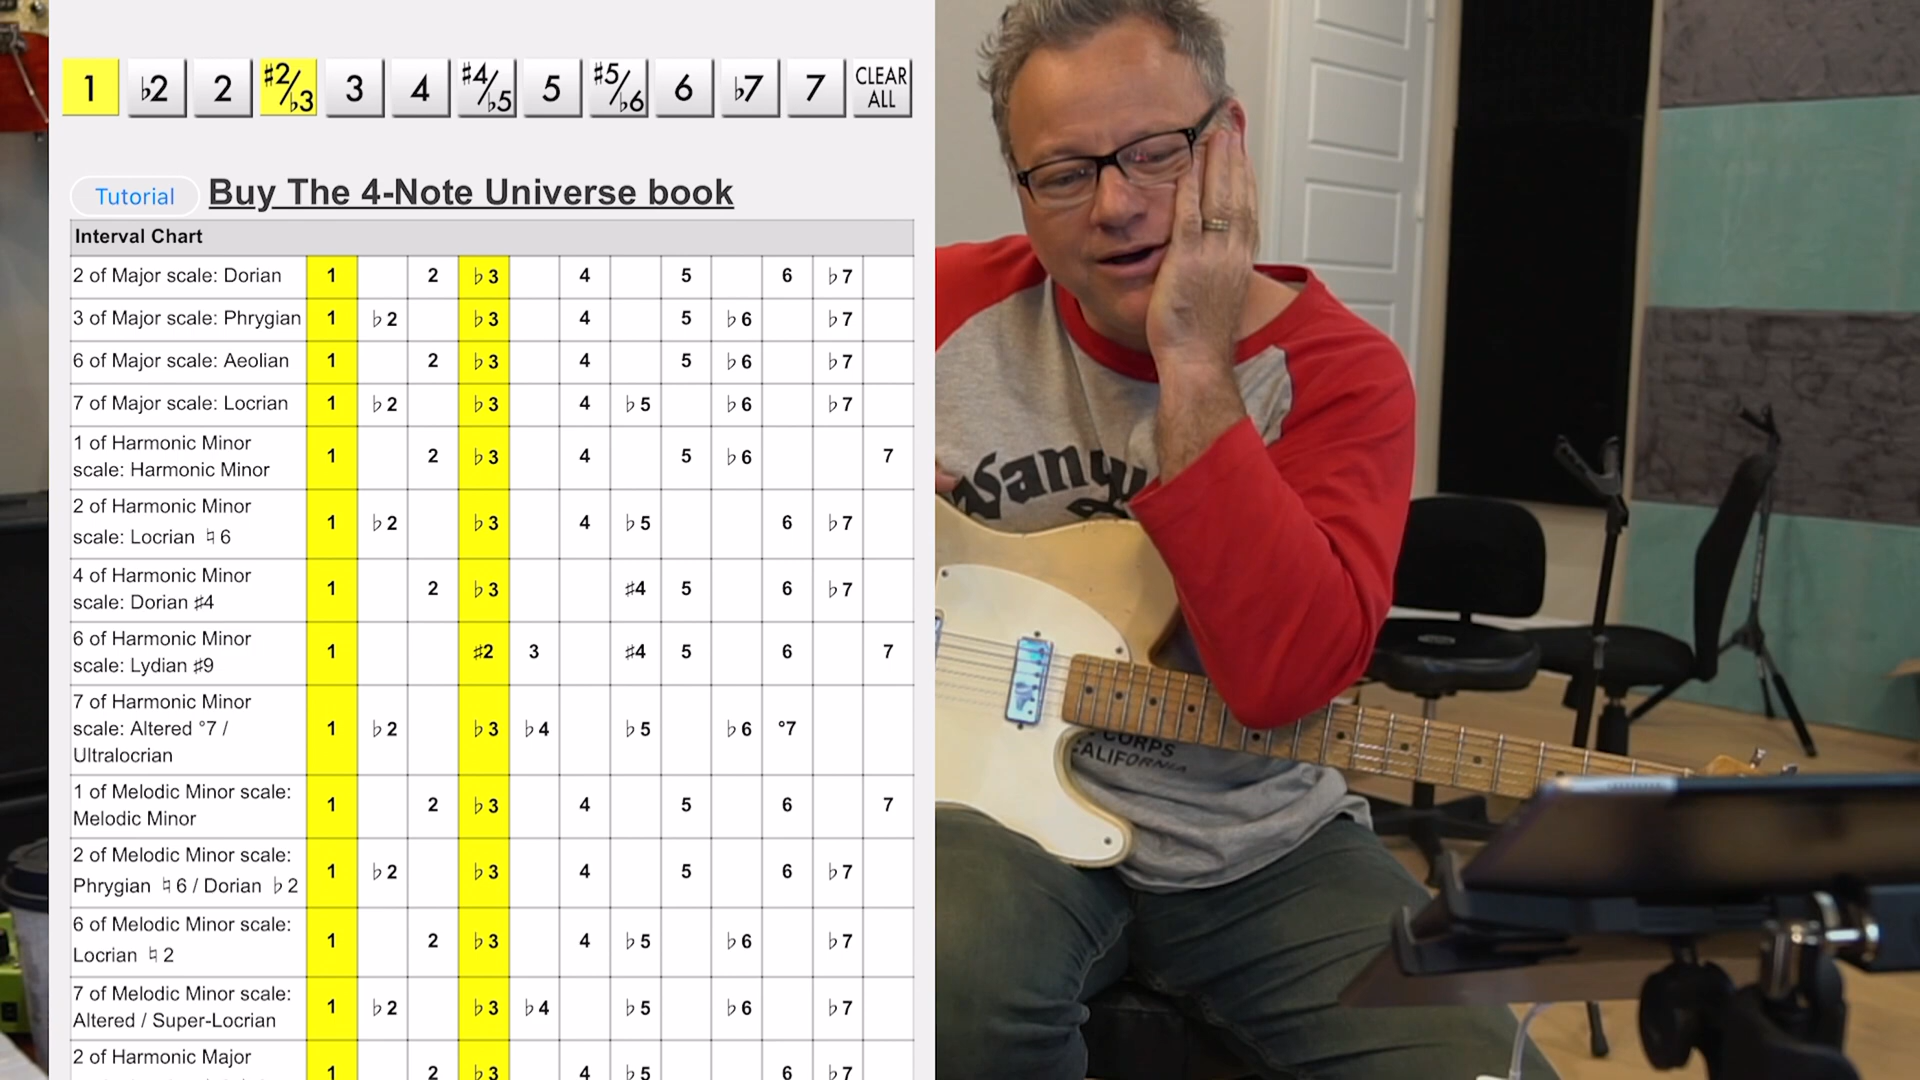 1 ♭2 2 ♯2/♭3 3 4 ♯4/♭5 5 ♯5/♭6 6 ♭7 7 CLEAR ALL
Tutorial Buy The 4-Note Universe book
Interval Chart
2 of Major scale: Dorian 1 2 ♭3 4 5 6 ♭7
3 of Major scale: Phrygian 1 ♭2 ♭3 4 5 ♭6 ♭7
6 of Major scale: Aeolian 1 2 ♭3 4 5 ♭6 ♭7
7 of Major scale: Locrian 1 ♭2 ♭3 4 ♭5 ♭6 ♭7
1 of Harmonic Minor
scale: Harmonic Minor 1 2 ♭3 4 5 ♭6 7
2 of Harmonic Minor
scale: Locrian ♮6 1 ♭2 ♭3 4 ♭5 6 ♭7
4 of Harmonic Minor
scale: Dorian ♯4 1 2 ♭3 ♯4 5 6 ♭7
6 of Harmonic Minor
scale: Lydian ♯9 1 ♯2 3 ♯4 5 6 7
7 of Harmonic Minor
scale: Altered °7 / 1 ♭2 ♭3 ♭4 ♭5 ♭6 °7
Ultralocrian
1 of Melodic Minor scale:
Melodic Minor 1 2 ♭3 4 5 6 7
2 of Melodic Minor scale:
Phrygian ♮6 / Dorian ♭2 1 ♭2 ♭3 4 5 6 ♭7
6 of Melodic Minor scale:
Locrian ♮2 1 2 ♭3 4 ♭5 ♭6 ♭7
7 of Melodic Minor scale:
Altered / Super-Locrian 1 ♭2 ♭3 ♭4 ♭5 ♭6 ♭7
2 of Harmonic Major
1 2 ♭3 4 ♭5 6 ♭7
CORPS
CALIFORNIA